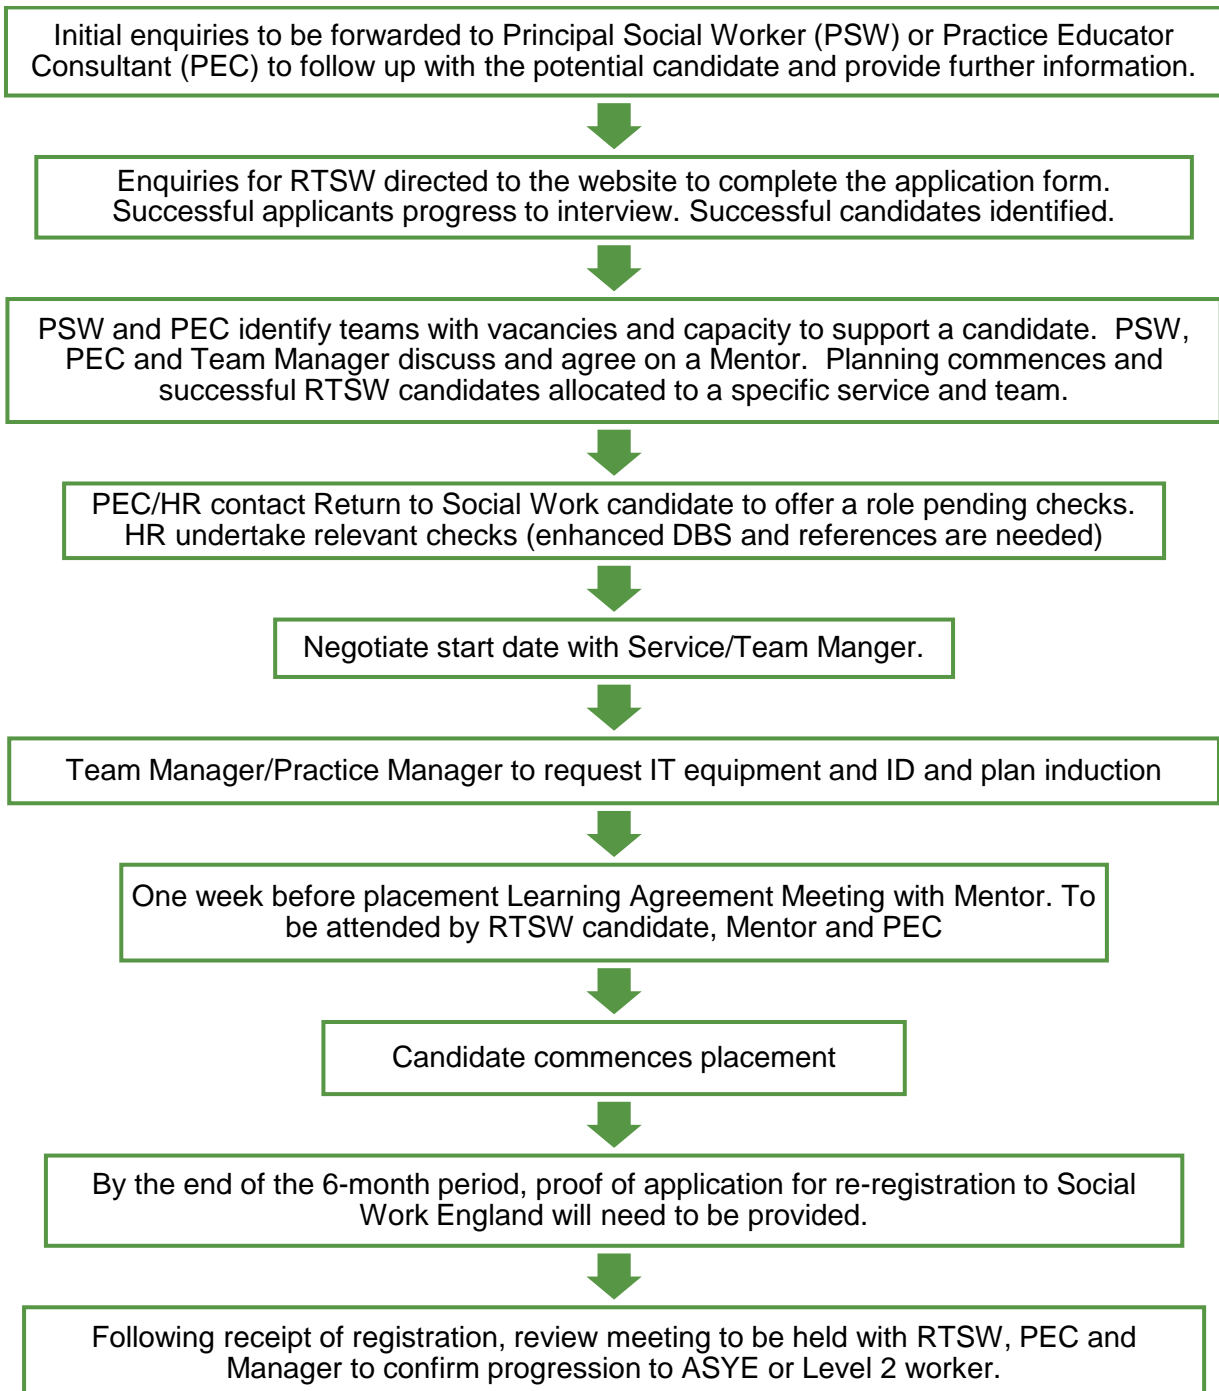 Initial enquiries to be forwarded to Principal Social Worker (PSW) or Practice Educator
Consultant (PEC) to follow up with the potential candidate and provide further information.
Enquiries for RTSW directed to the website to complete the application form.
Successful applicants progress to interview. Successful candidates identified.
PSW and PEC identify teams with vacancies and capacity to support a candidate.  PSW,
PEC and Team Manager discuss and agree on a Mentor.  Planning commences and
successful RTSW candidates allocated to a specific service and team.
PEC/HR contact Return to Social Work candidate to offer a role pending checks.
HR undertake relevant checks (enhanced DBS and references are needed)
Negotiate start date with Service/Team Manger.
Team Manager/Practice Manager to request IT equipment and ID and plan induction
One week before placement Learning Agreement Meeting with Mentor. To
be attended by RTSW candidate, Mentor and PEC
Candidate commences placement
By the end of the 6-month period, proof of application for re-registration to Social
Work England will need to be provided.
Following receipt of registration, review meeting to be held with RTSW, PEC and
Manager to confirm progression to ASYE or Level 2 worker.